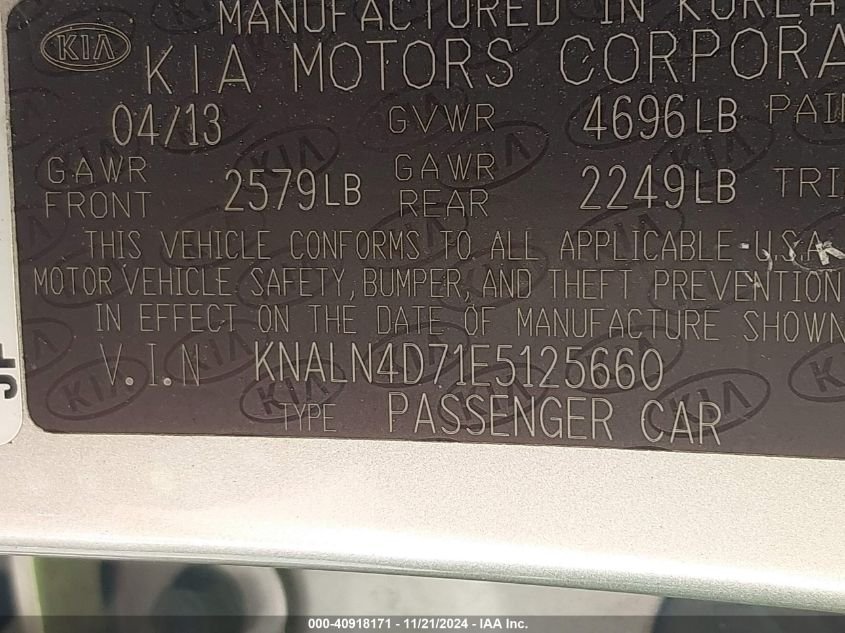 MANUFACTURED IN KOREA
KIA
KIA MOTORS CORPORA
04/13 GVWR 4696LB PAI
GAWR FRONT 2579LB GAWR REAR 2249LB TRI
THIS VEHICLE CONFORMS TO ALL APPLICABLE U.S.A
MOTOR VEHICLE SAFETY, BUMPER, AND THEFT PREVENTION
IN EFFECT ON THE DATE OF MANUFACTURE SHOWN
V.I.N KNALN4D71E5125660
TYPE PASSENGER CAR
000-40918171 - 11/21/2024 - IAA Inc.